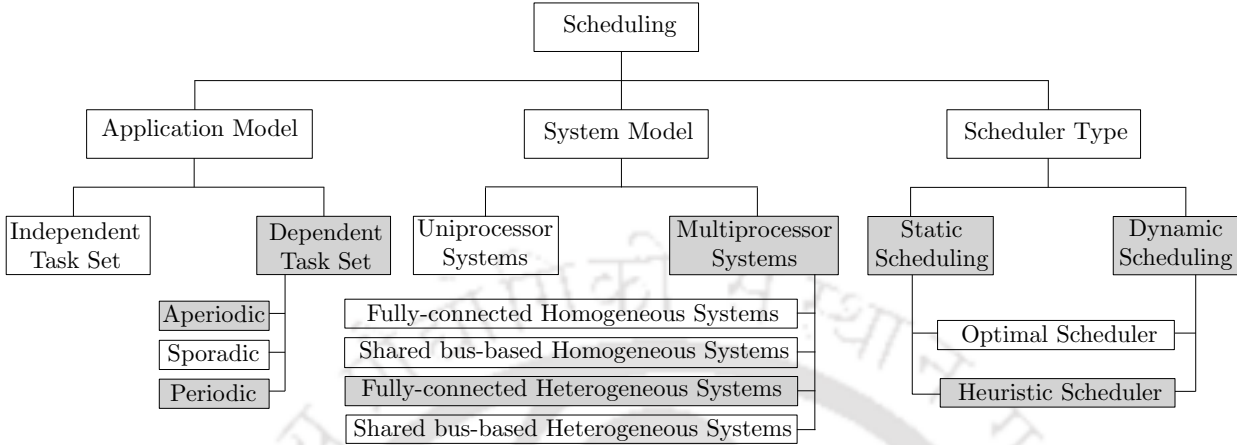 Scheduling
Application Model
System Model
Scheduler Type
Independent
Task Set
Dependent
Task Set
Uniprocessor
Systems
Multiprocessor
Systems
Static
Scheduling
Dynamic
Scheduling
Aperiodic
Sporadic
Periodic
Fully-connected Homogeneous Systems
Shared bus-based Homogeneous Systems
Fully-connected Heterogeneous Systems
Shared bus-based Heterogeneous Systems
Optimal Scheduler
Heuristic Scheduler